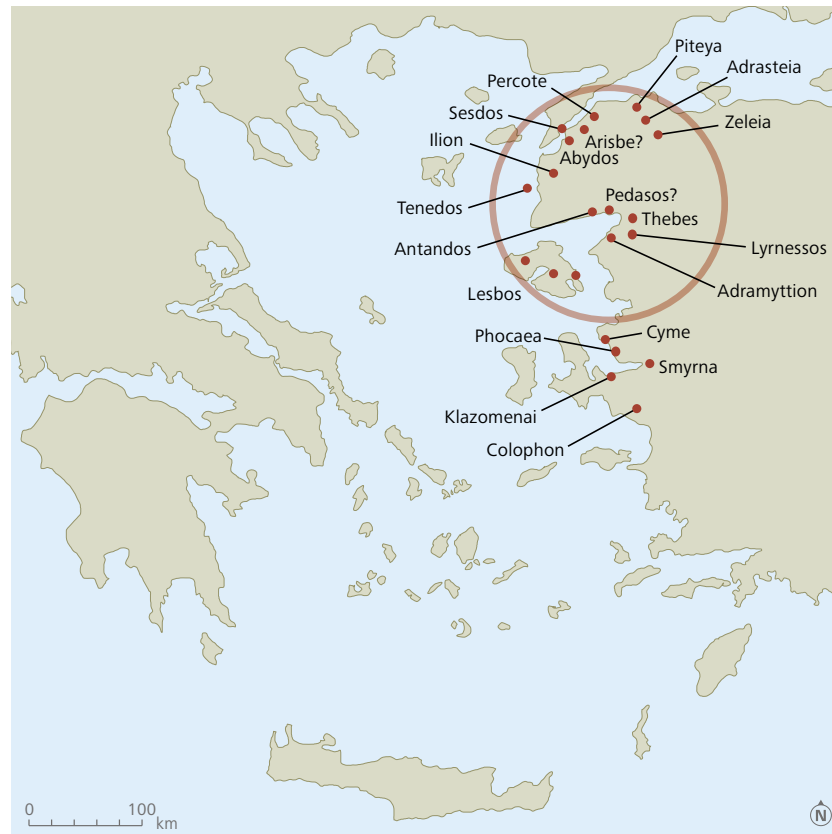 Piteya
Adrasteia
Percote
Sesdos
Zeleia
Ilion
Arisbe?
Abydos
Pedasos?
Tenedos
Thebes
Antandos
Lyrnessos
Lesbos
Adramyttion
Phocaea
Cyme
Smyrna
Klazomenai
Colophon
0 100
km
N